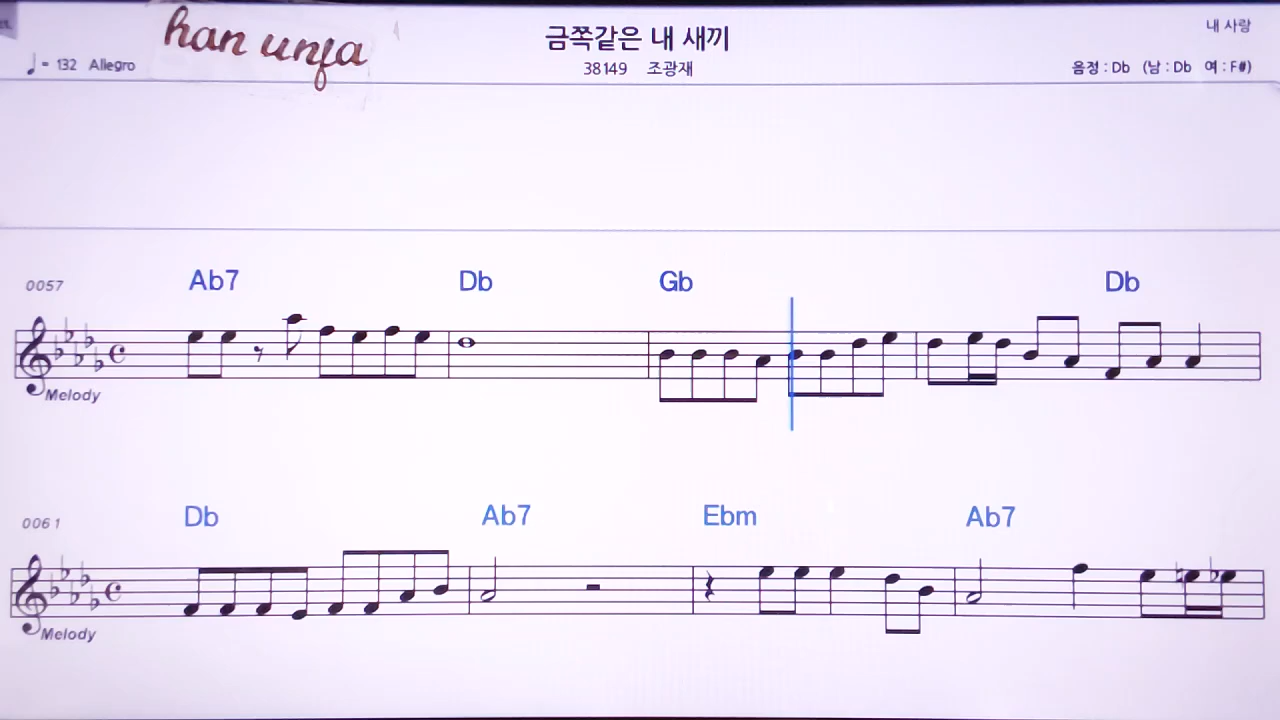 han unja
금쪽같은 내 새끼
내 사랑
♩= 132 Allegro
38149 조광재
음정 : Db (남 : Db 여 : F#)
0057
Ab7 Db Gb Db
Melody
0061
Db Ab7 Ebm Ab7
Melody